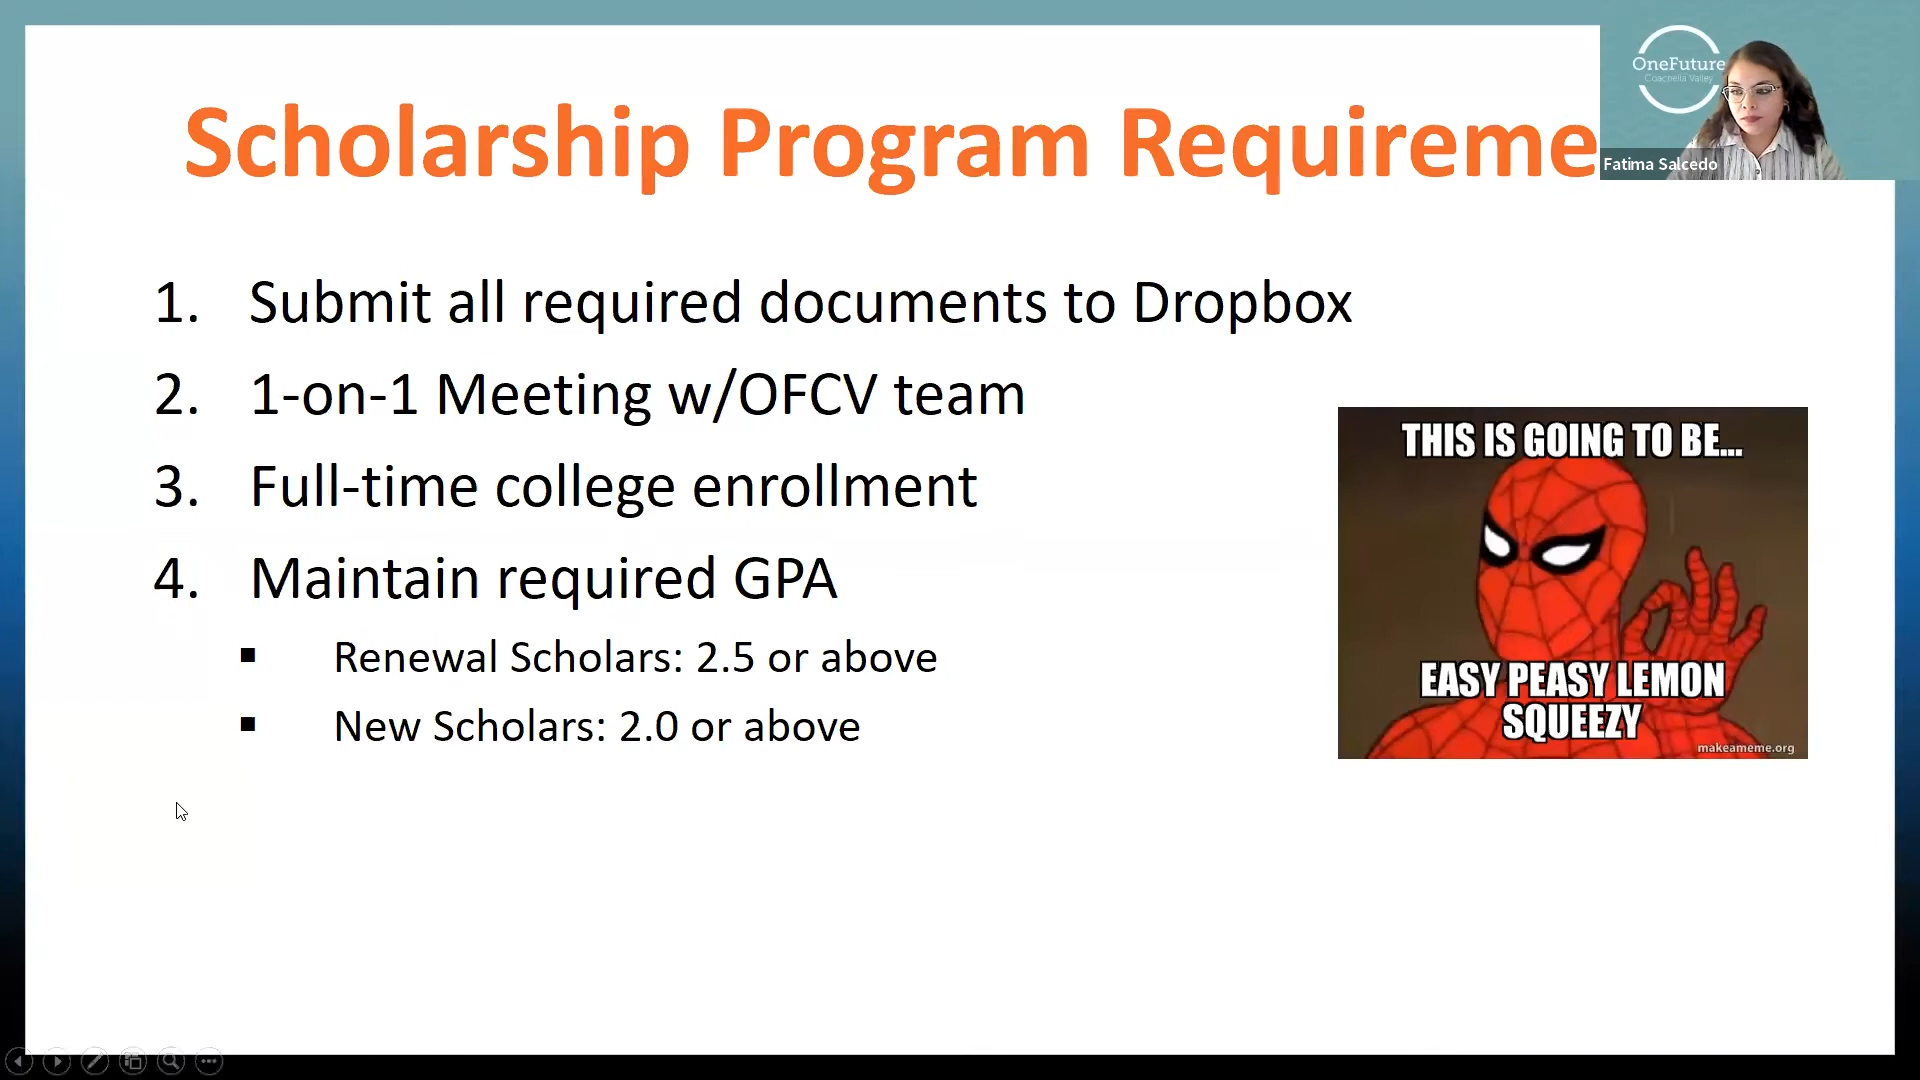 Scholarship Program Requireme
OneFuture
Coachella Valley
Fatima Salcedo
1. Submit all required documents to Dropbox
2. 1-on-1 Meeting w/OFCV team
3. Full-time college enrollment
4. Maintain required GPA
▪ Renewal Scholars: 2.5 or above
▪ New Scholars: 2.0 or above
THIS IS GOING TO BE...
EASY PEASY LEMON
SQUEEZY
makeameme.org